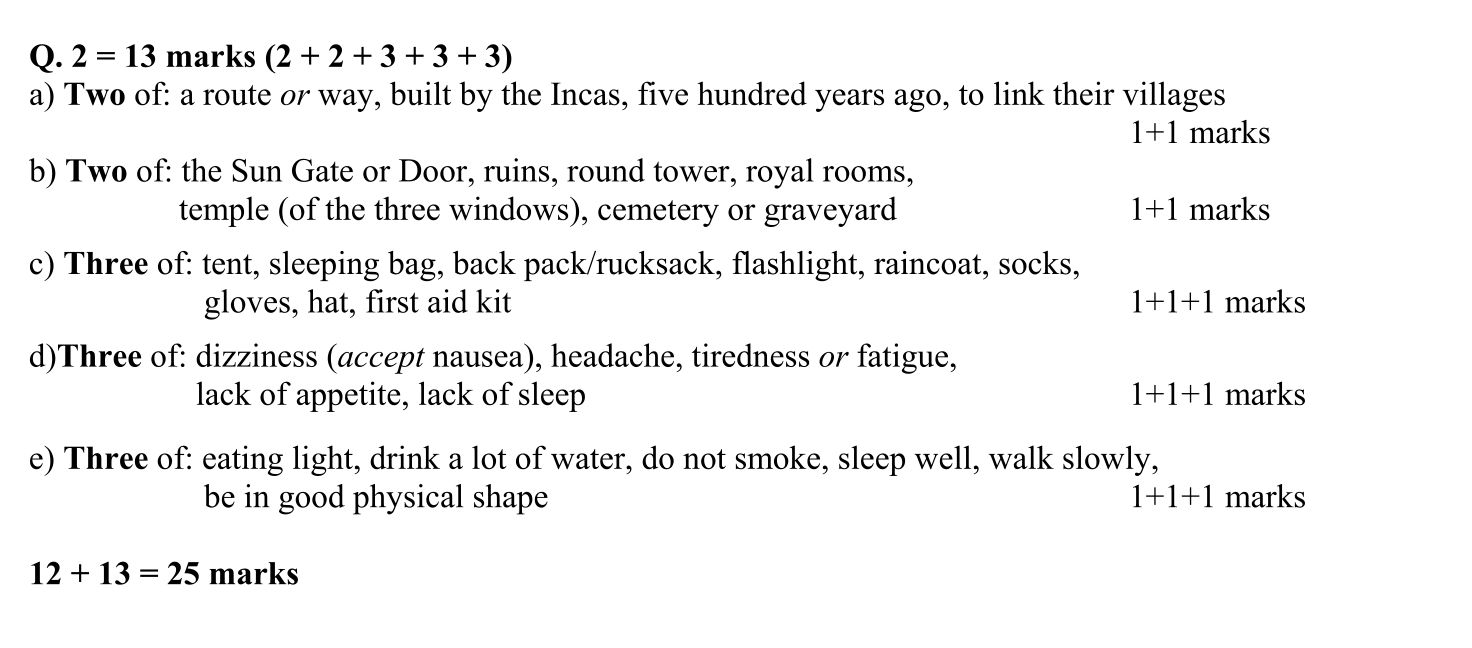 Q. 2 = 13 marks (2 + 2 + 3 + 3 + 3)
a) Two of: a route or way, built by the Incas, five hundred years ago, to link their villages
1+1 marks
b) Two of: the Sun Gate or Door, ruins, round tower, royal rooms,
temple (of the three windows), cemetery or graveyard 1+1 marks
c) Three of: tent, sleeping bag, back pack/rucksack, flashlight, raincoat, socks,
gloves, hat, first aid kit 1+1+1 marks
d)Three of: dizziness (accept nausea), headache, tiredness or fatigue,
lack of appetite, lack of sleep 1+1+1 marks
e) Three of: eating light, drink a lot of water, do not smoke, sleep well, walk slowly,
be in good physical shape 1+1+1 marks
12 + 13 = 25 marks